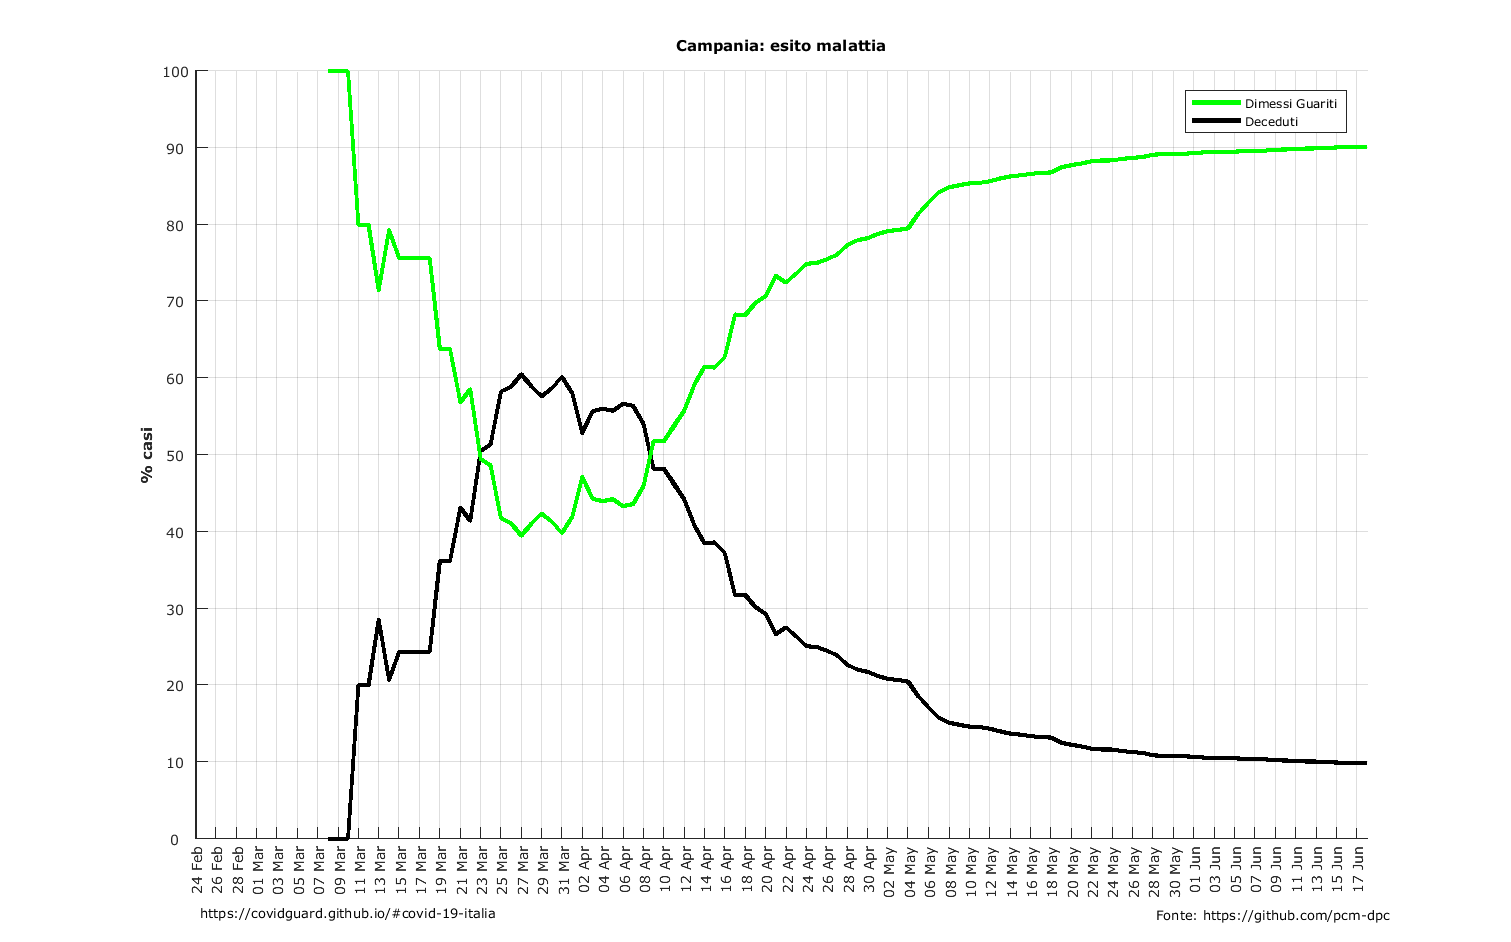 Campania: esito malattia
Dimessi Guariti
Deceduti
% casi
100
90
80
70
60
50
40
30
20
10
0
24 Feb
26 Feb
28 Feb
01 Mar
03 Mar
05 Mar
07 Mar
09 Mar
11 Mar
13 Mar
15 Mar
17 Mar
19 Mar
21 Mar
23 Mar
25 Mar
27 Mar
29 Mar
31 Mar
02 Apr
04 Apr
06 Apr
08 Apr
10 Apr
12 Apr
14 Apr
16 Apr
18 Apr
20 Apr
22 Apr
24 Apr
26 Apr
28 Apr
30 Apr
02 May
04 May
06 May
08 May
10 May
12 May
14 May
16 May
18 May
20 May
22 May
24 May
26 May
28 May
30 May
01 Jun
03 Jun
05 Jun
07 Jun
09 Jun
11 Jun
13 Jun
15 Jun
17 Jun
https://covidguard.github.io/#covid-19-italia
Fonte: https://github.com/pcm-dpc